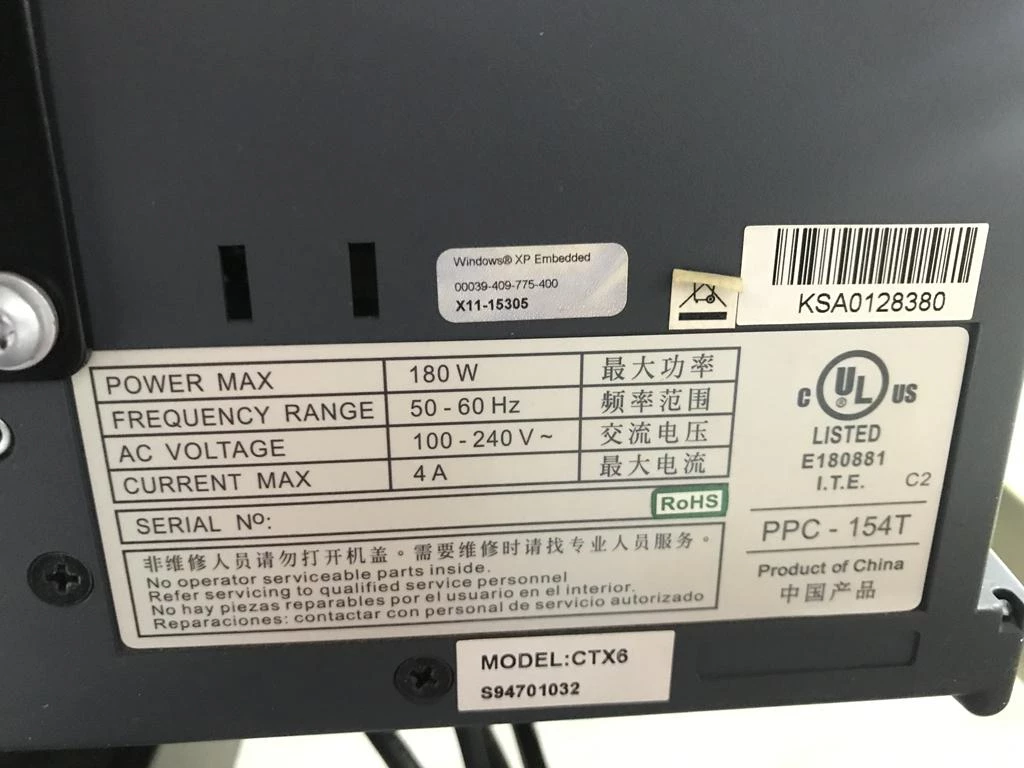 Windows® XP Embedded
00039-409-775-400
X11-15305
KSA0128380
POWER MAX 180 W 最大功率
FREQUENCY RANGE 50 - 60 Hz 频率范围
AC VOLTAGE 100 - 240 V ~ 交流电压
CURRENT MAX 4 A 最大电流
SERIAL Nº:
RoHS
非维修人员请勿打开机盖。需要维修时请找专业人员服务。
No operator serviceable parts inside.
Refer servicing to qualified service personnel
No hay piezas reparables por el usuario en el interior.
Reparaciones: contactar con personal de servicio autorizado
C UL ® US
LISTED
E180881
I.T.E. C2
PPC - 154T
Product of China
中国产品
MODEL:CTX6
S94701032